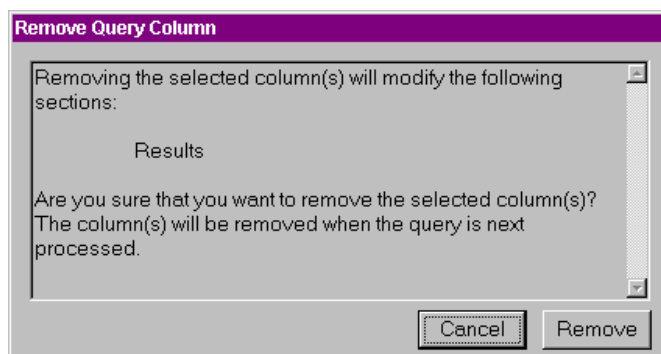 Remove Query Column
Removing the selected column(s) will modify the following
sections:
Results
Are you sure that you want to remove the selected column(s)?
The column(s) will be removed when the query is next
processed.
Cancel Remove